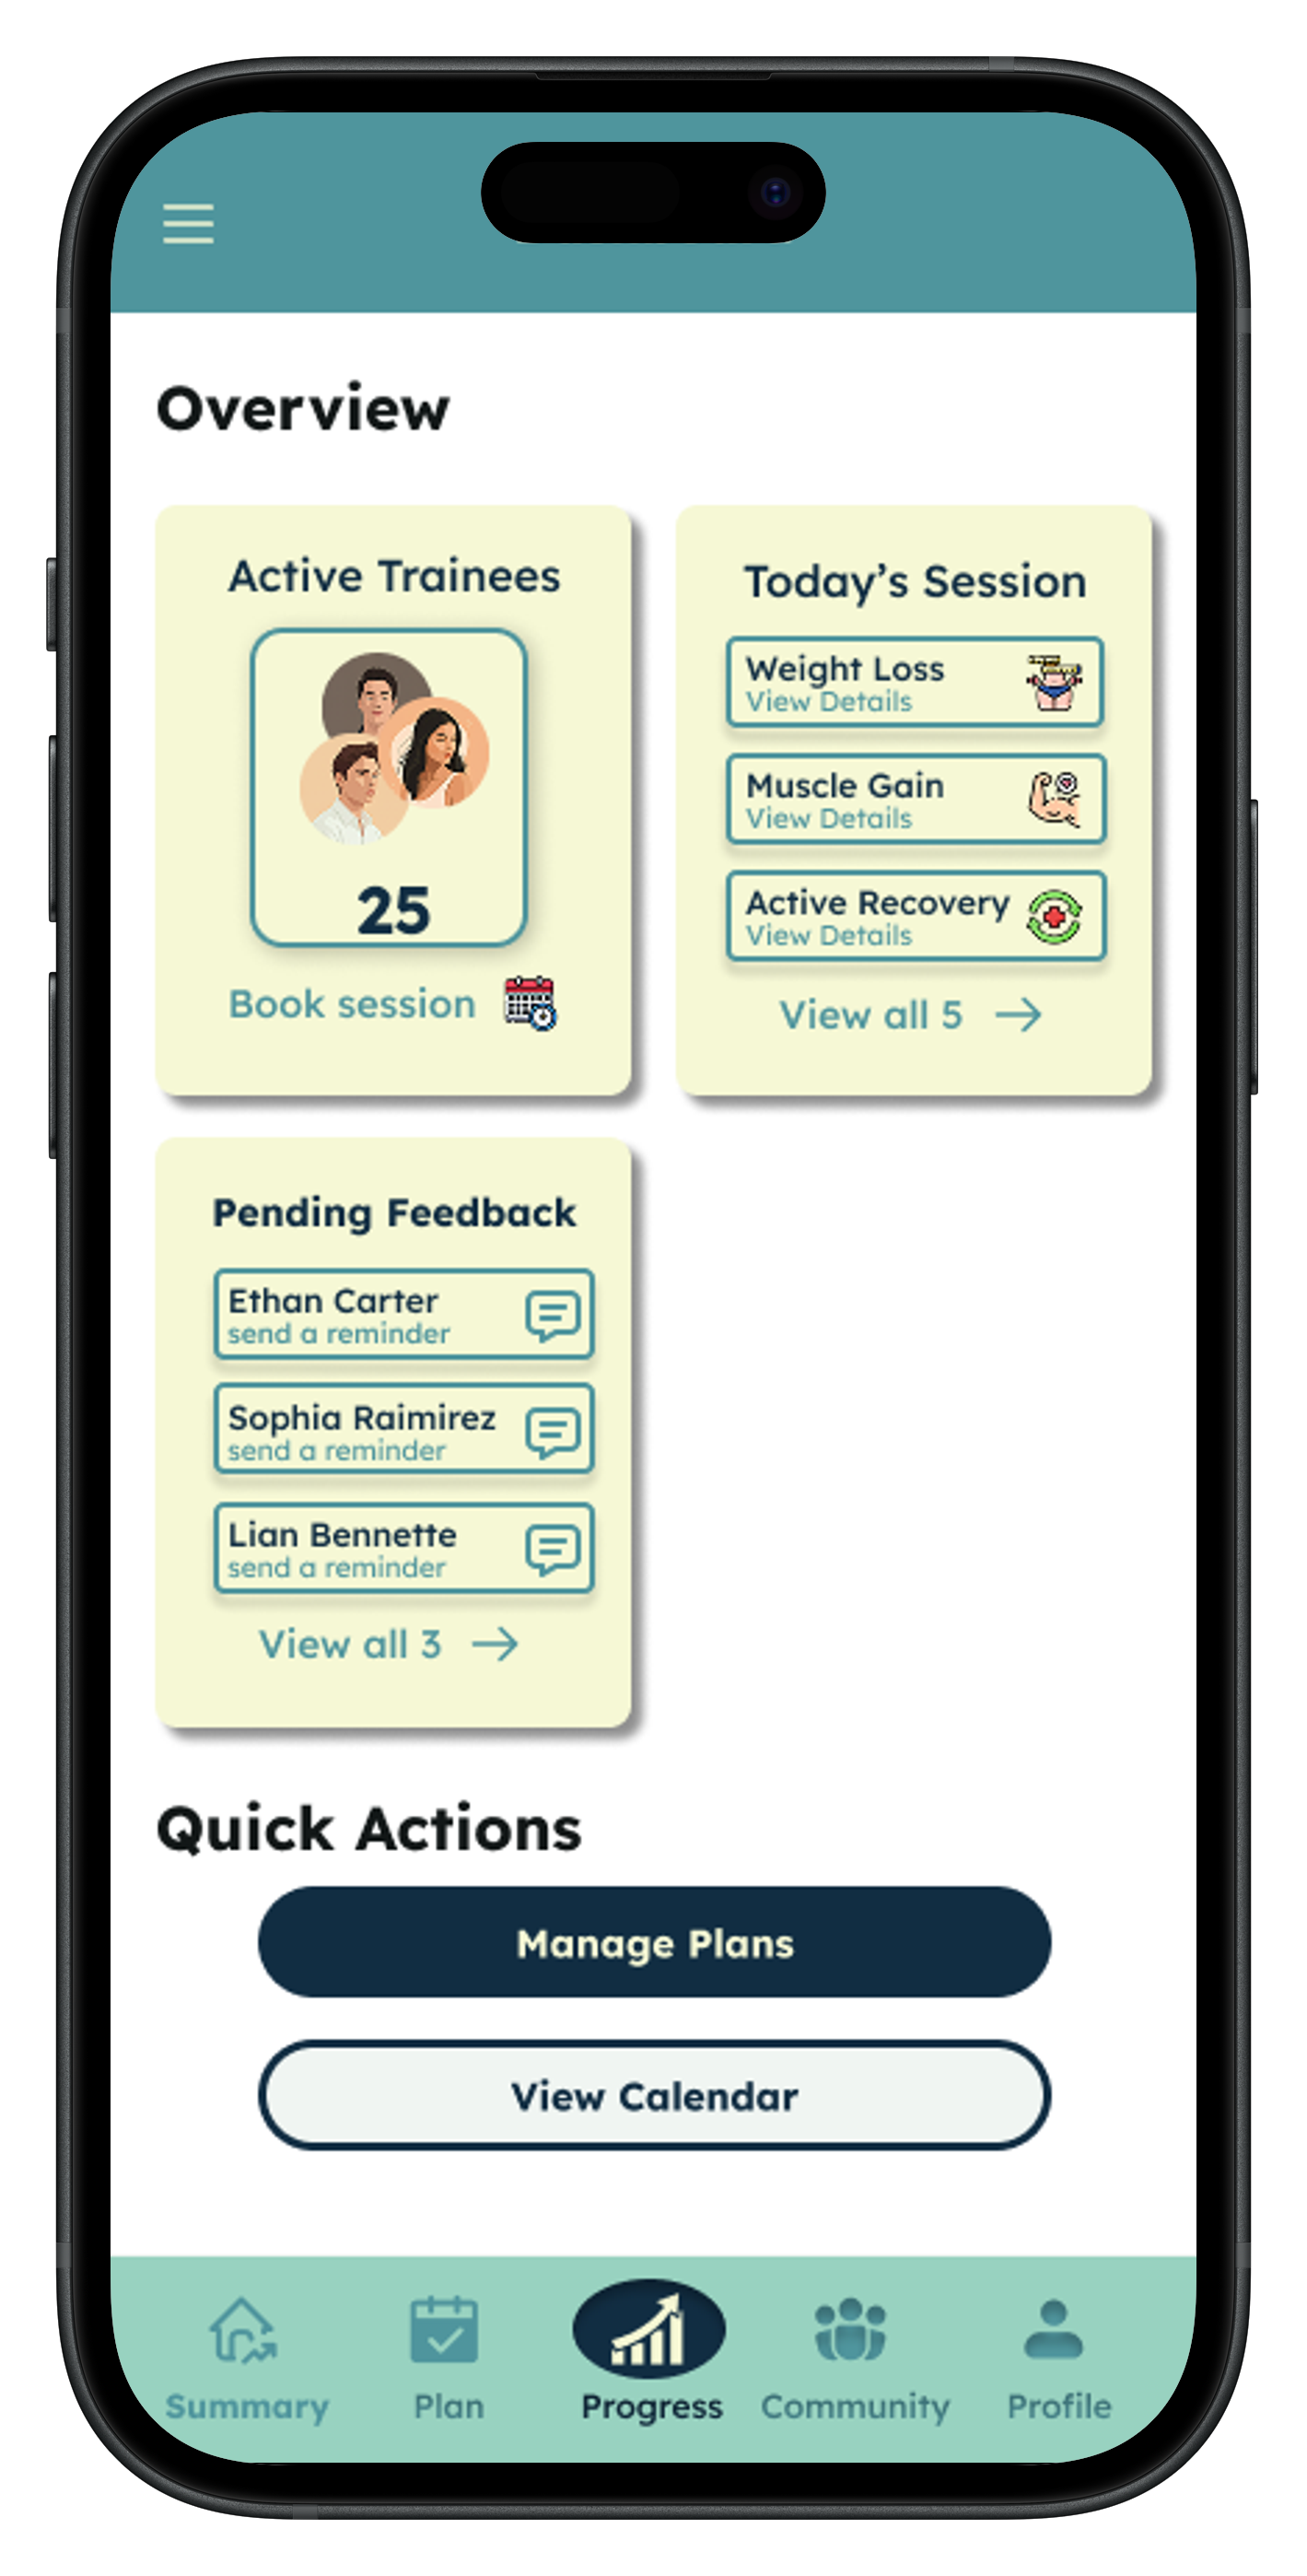 Overview
Active Trainees
25
Book session
Today’s Session
Weight Loss
View Details
Muscle Gain
View Details
Active Recovery
View Details
View all 5
Pending Feedback
Ethan Carter
send a reminder
Sophia Raimirez
send a reminder
Lian Bennette
send a reminder
View all 3
Quick Actions
Manage Plans
View Calendar
Summary
Plan
Progress
Community
Profile